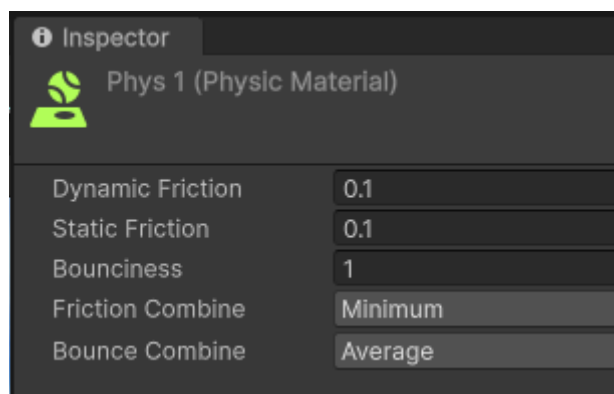 Inspector
Phys 1 (Physic Material)
Dynamic Friction 0.1
Static Friction 0.1
Bounciness 1
Friction Combine Minimum
Bounce Combine Average